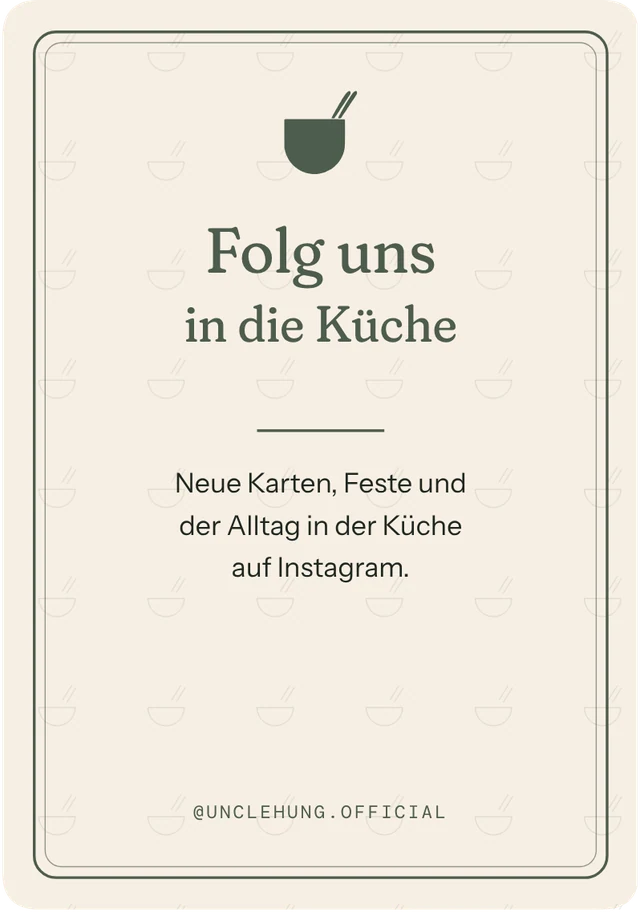 Folg uns
in die Küche
Neue Karten, Feste und
der Alltag in der Küche
auf Instagram.
@UNCLEHUNG.OFFICIAL